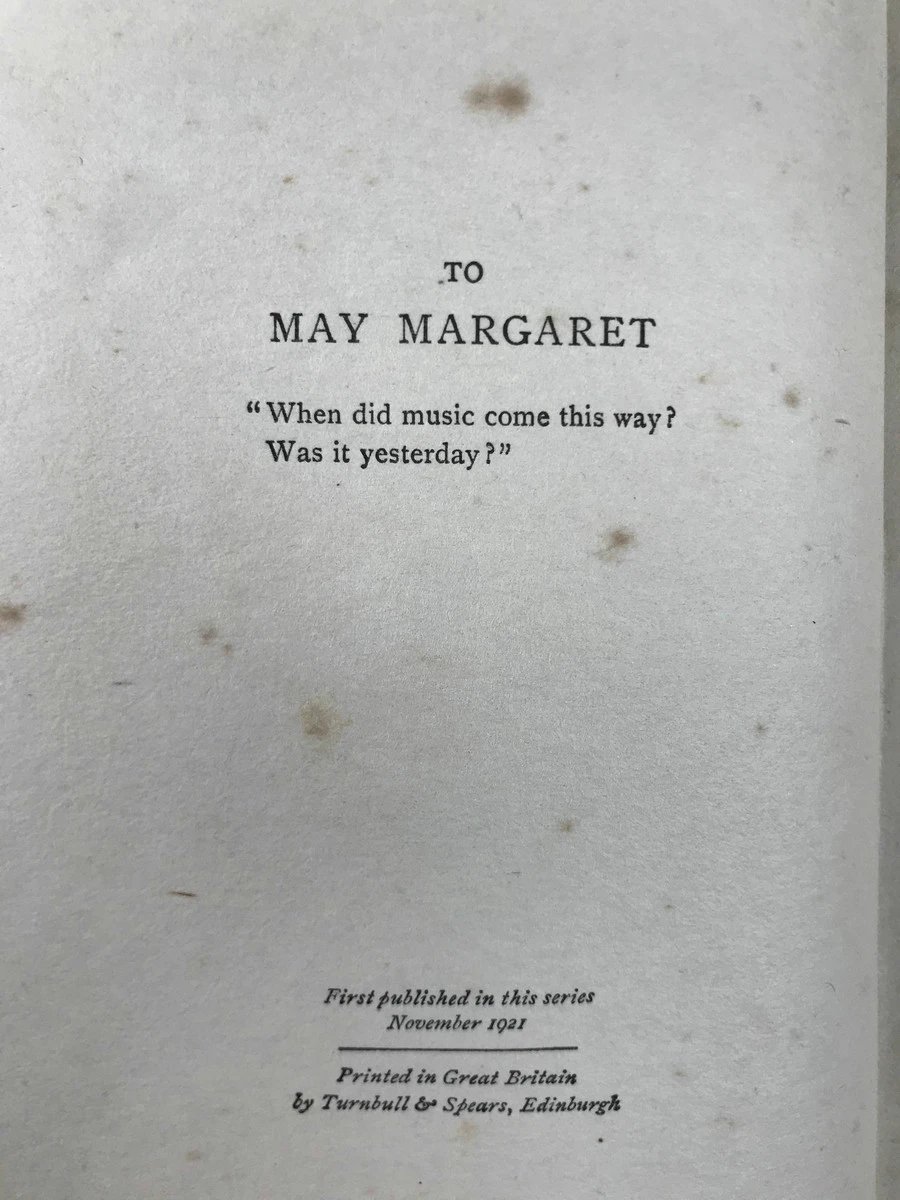 TO
MAY MARGARET
“When did music come this way?
Was it yesterday?”
First published in this series
November 1921
Printed in Great Britain
by Turnbull & Spears, Edinburgh